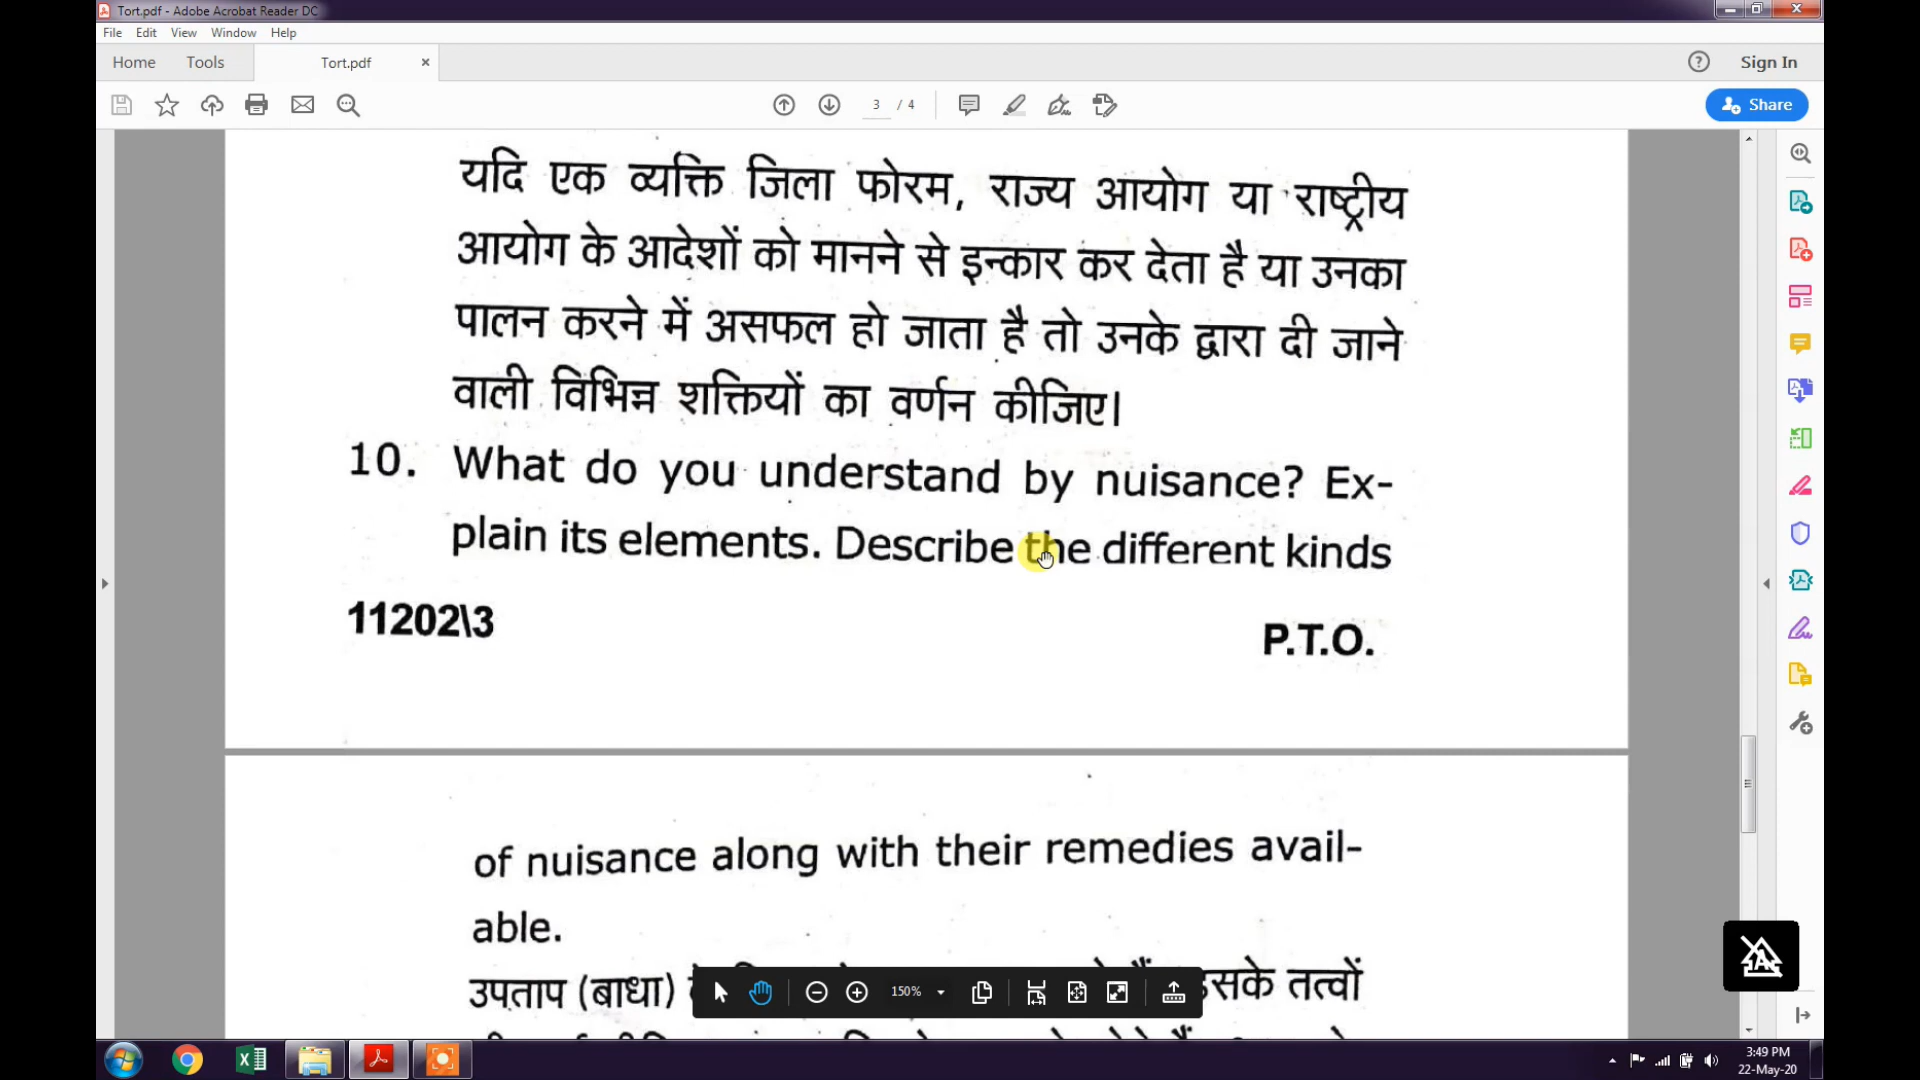 Tort.pdf - Adobe Acrobat Reader DC
File Edit View Window Help
Home Tools Tort.pdf Sign In
3 / 4 Share
यदि एक व्यक्ति जिला फोरम, राज्य आयोग या राष्ट्रीय
आयोग के आदेशों को मानने से इन्कार कर देता है या उनका
पालन करने में असफल हो जाता है तो उनके द्वारा दी जाने
वाली विभिन्न शक्तियों का वर्णन कीजिए।
10. What do you understand by nuisance? Ex-
plain its elements. Describe the different kinds
11202\3 P.T.O.
of nuisance along with their remedies avail-
able.
उपताप (बाधा) उसके तत्वों
150%
3:49 PM
22-May-20